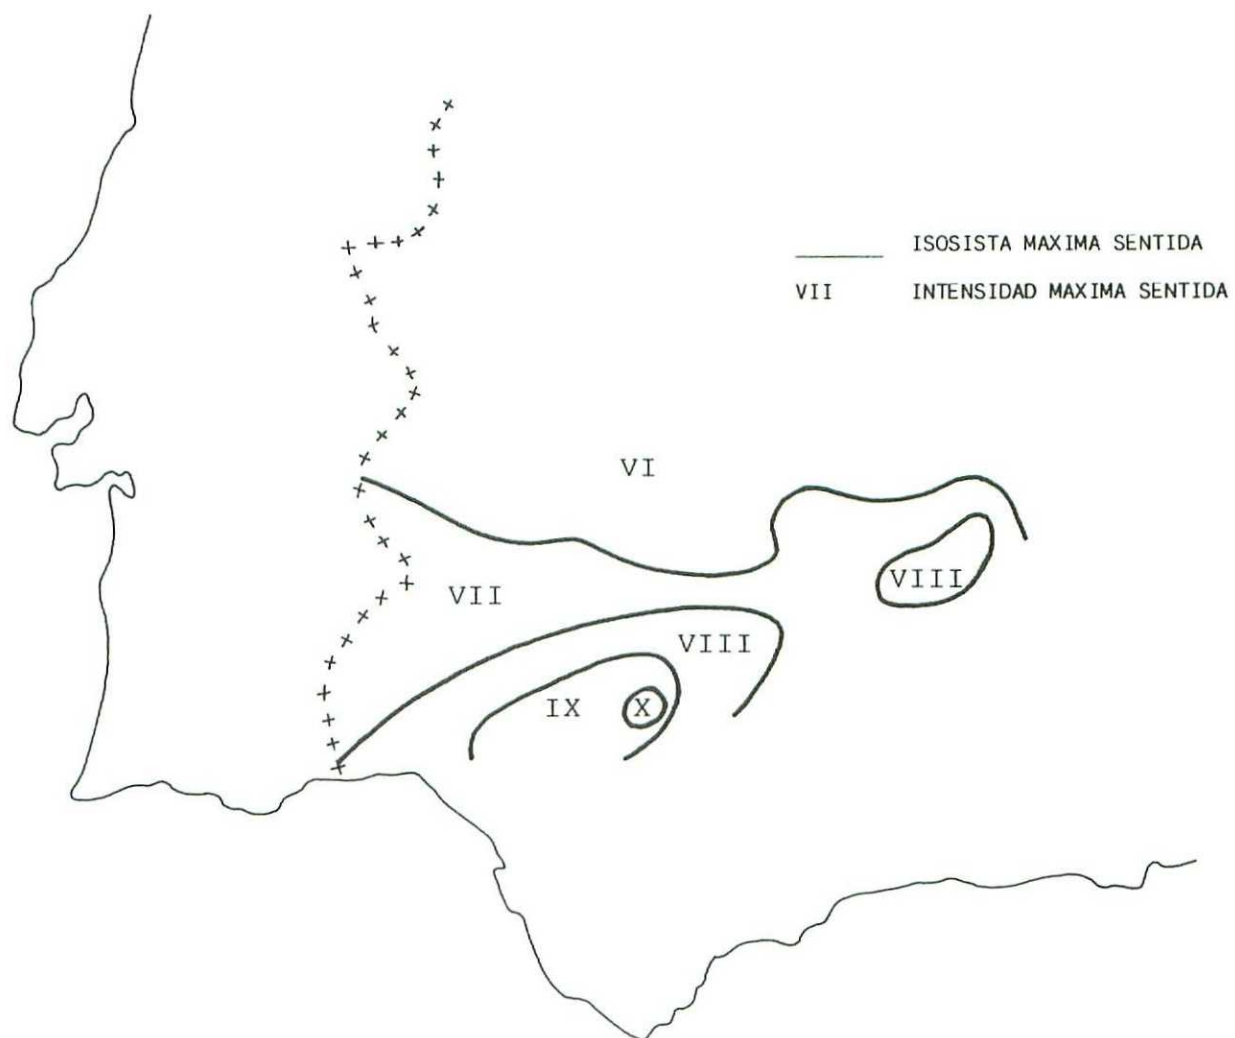 ISOSISTA MAXIMA SENTIDA
VII INTENSIDAD MAXIMA SENTIDA
VI
VIII
VII
VIII
IX
X